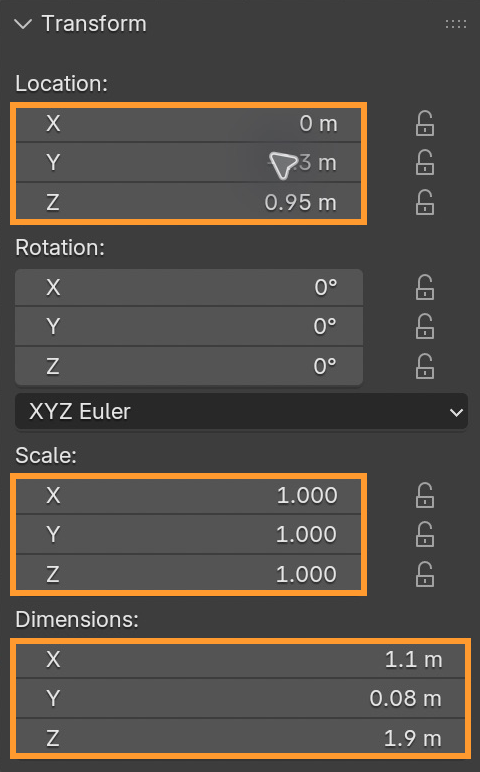 Transform
Location:
X 0 m
Y m
Z 0.95 m
Rotation:
X 0°
Y 0°
Z 0°
XYZ Euler
Scale:
X 1.000
Y 1.000
Z 1.000
Dimensions:
X 1.1 m
Y 0.08 m
Z 1.9 m